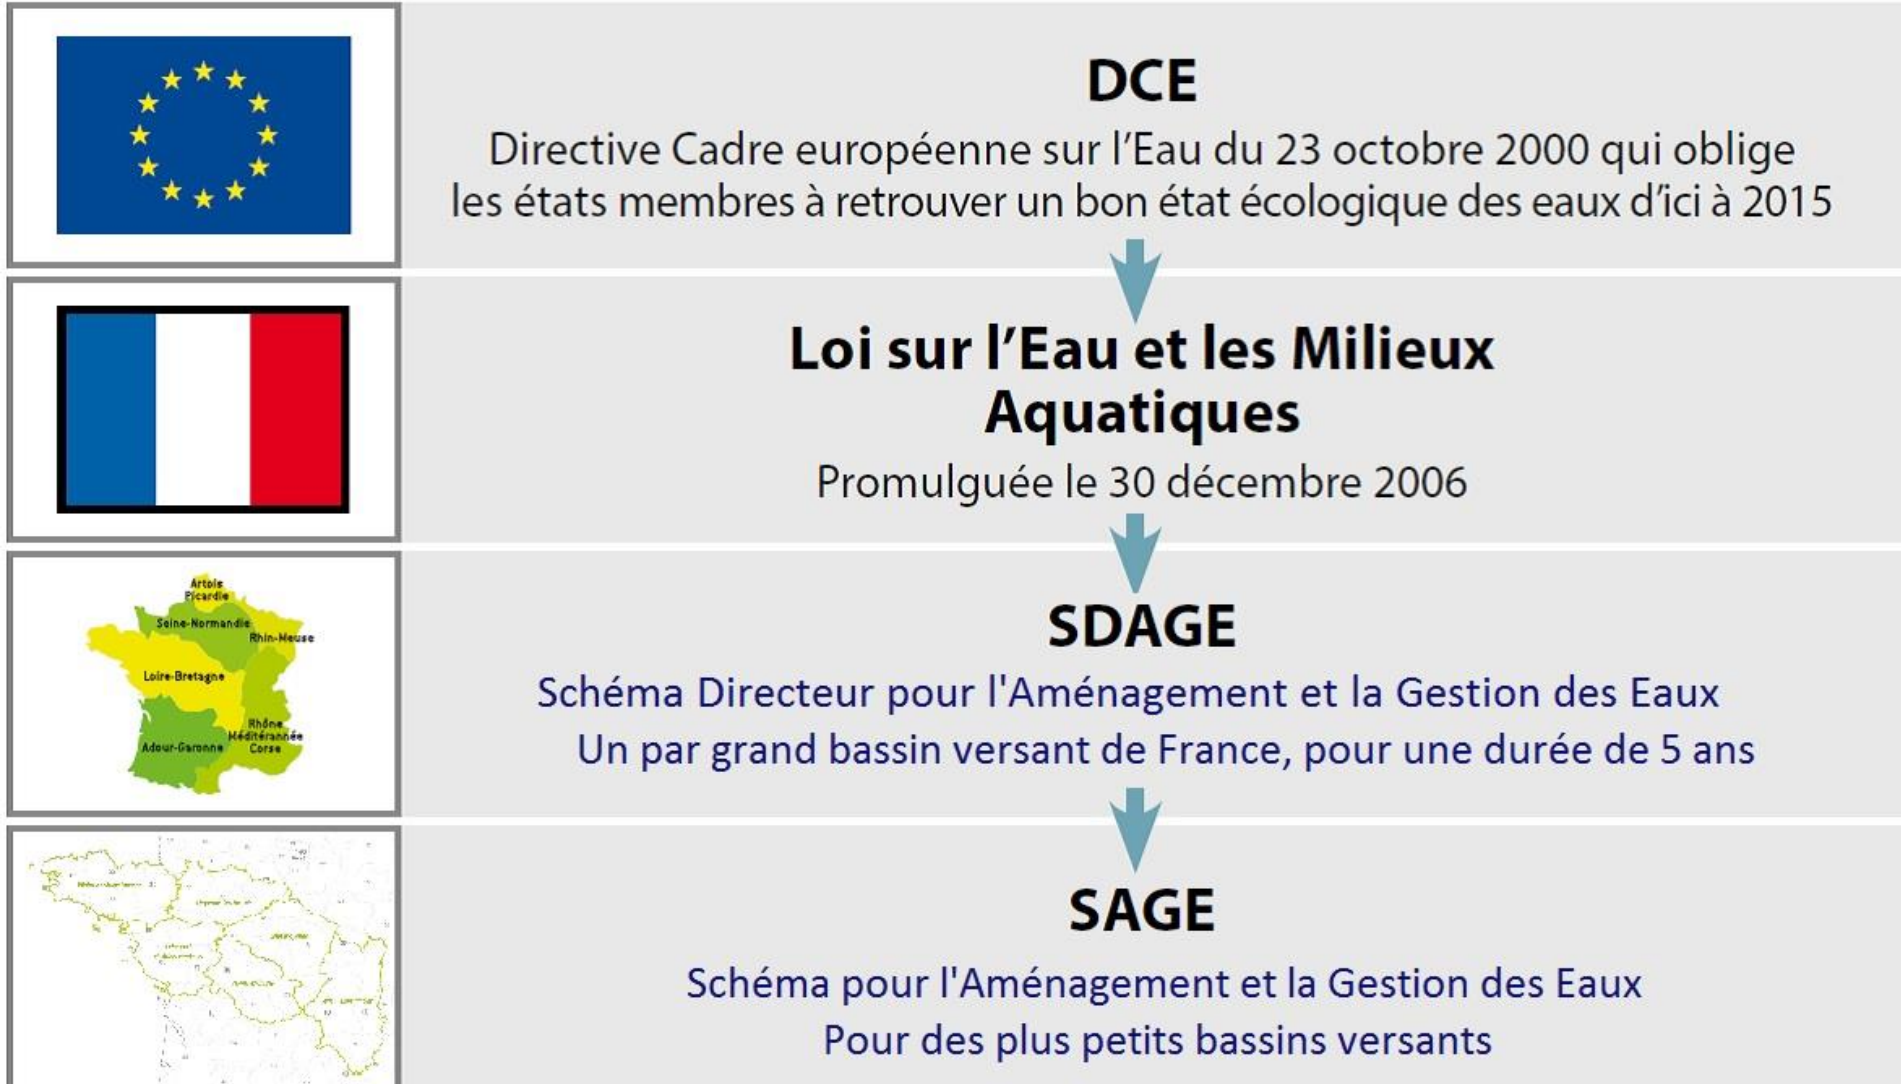 DCE
Directive Cadre européenne sur l’Eau du 23 octobre 2000 qui oblige
les états membres à retrouver un bon état écologique des eaux d’ici à 2015
Loi sur l’Eau et les Milieux
Aquatiques
Promulguée le 30 décembre 2006
Artois
Picardie
Seine-Normandie
Rhin-Meuse
Loire-Bretagne
Rhône
Méditérannée
Corse
Adour-Garonne
SDAGE
Schéma Directeur pour l'Aménagement et la Gestion des Eaux
Un par grand bassin versant de France, pour une durée de 5 ans
SAGE
Schéma pour l'Aménagement et la Gestion des Eaux
Pour des plus petits bassins versants